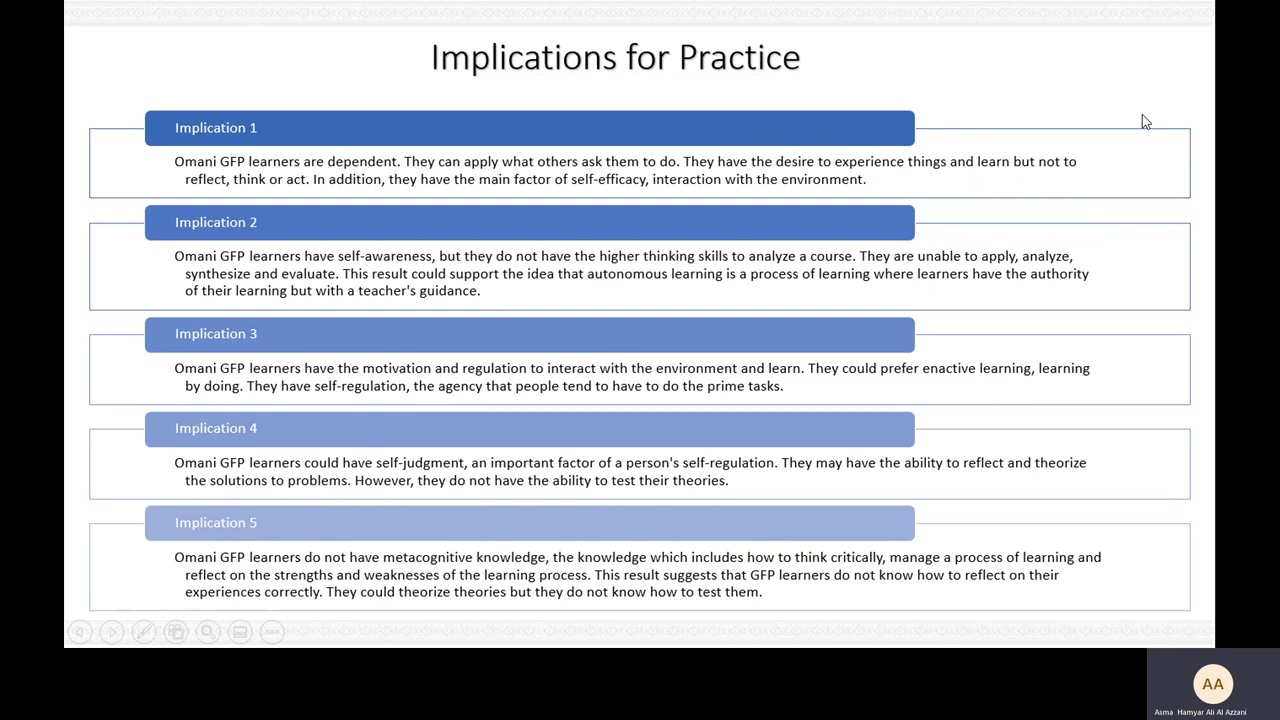 Implications for Practice
Implication 1
Omani GFP learners are dependent. They can apply what others ask them to do. They have the desire to experience things and learn but not to
reflect, think or act. In addition, they have the main factor of self-efficacy, interaction with the environment.
Implication 2
Omani GFP learners have self-awareness, but they do not have the higher thinking skills to analyze a course. They are unable to apply, analyze,
synthesize and evaluate. This result could support the idea that autonomous learning is a process of learning where learners have the authority
of their learning but with a teacher's guidance.
Implication 3
Omani GFP learners have the motivation and regulation to interact with the environment and learn. They could prefer enactive learning, learning
by doing. They have self-regulation, the agency that people tend to have to do the prime tasks.
Implication 4
Omani GFP learners could have self-judgment, an important factor of a person's self-regulation. They may have the ability to reflect and theorize
the solutions to problems. However, they do not have the ability to test their theories.
Implication 5
Omani GFP learners do not have metacognitive knowledge, the knowledge which includes how to think critically, manage a process of learning and
reflect on the strengths and weaknesses of the learning process. This result suggests that GFP learners do not know how to reflect on their
experiences correctly. They could theorize theories but they do not know how to test them.
AA
Asma Hamyar Ali Al Azzani